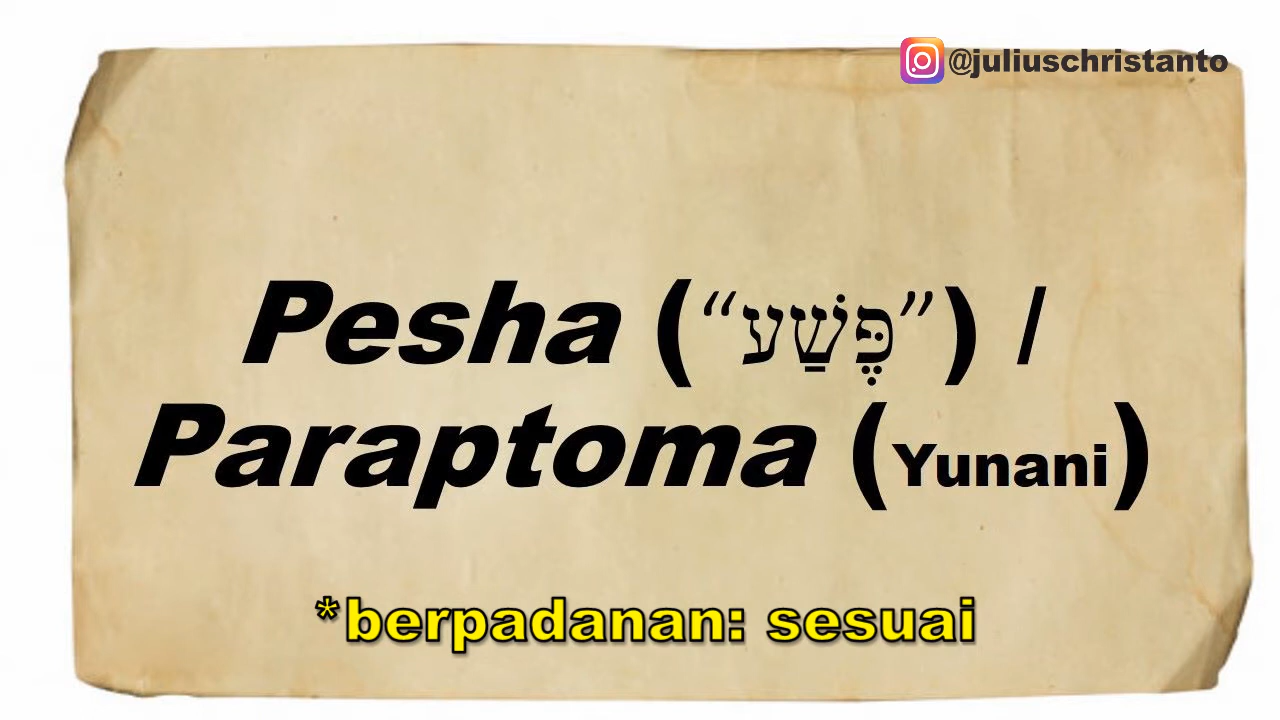 @juliuschristanto
Pesha (“פֶּשַׁע”) /
Paraptoma (Yunani)
*berpadanan: sesuai